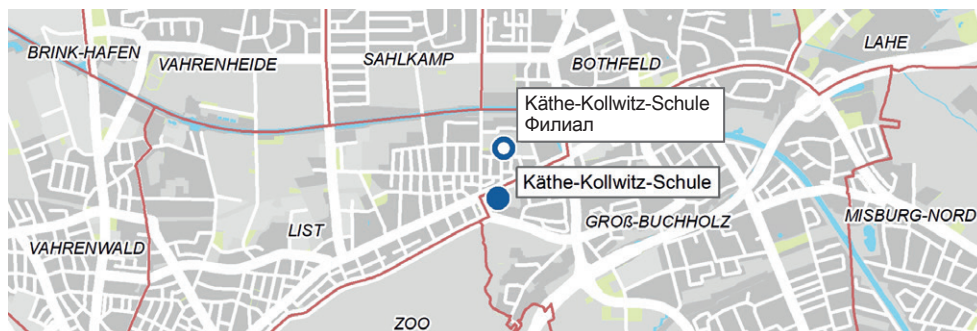 BRINK-HAFEN
VAHRENHEIDE
SAHLKAMP
BOTHFELD
LAHE
Käthe-Kollwitz-Schule
Филиал
Käthe-Kollwitz-Schule
VAHRENWALD
LIST
GROß-BUCHHOLZ
MISBURG-NORD
ZOO